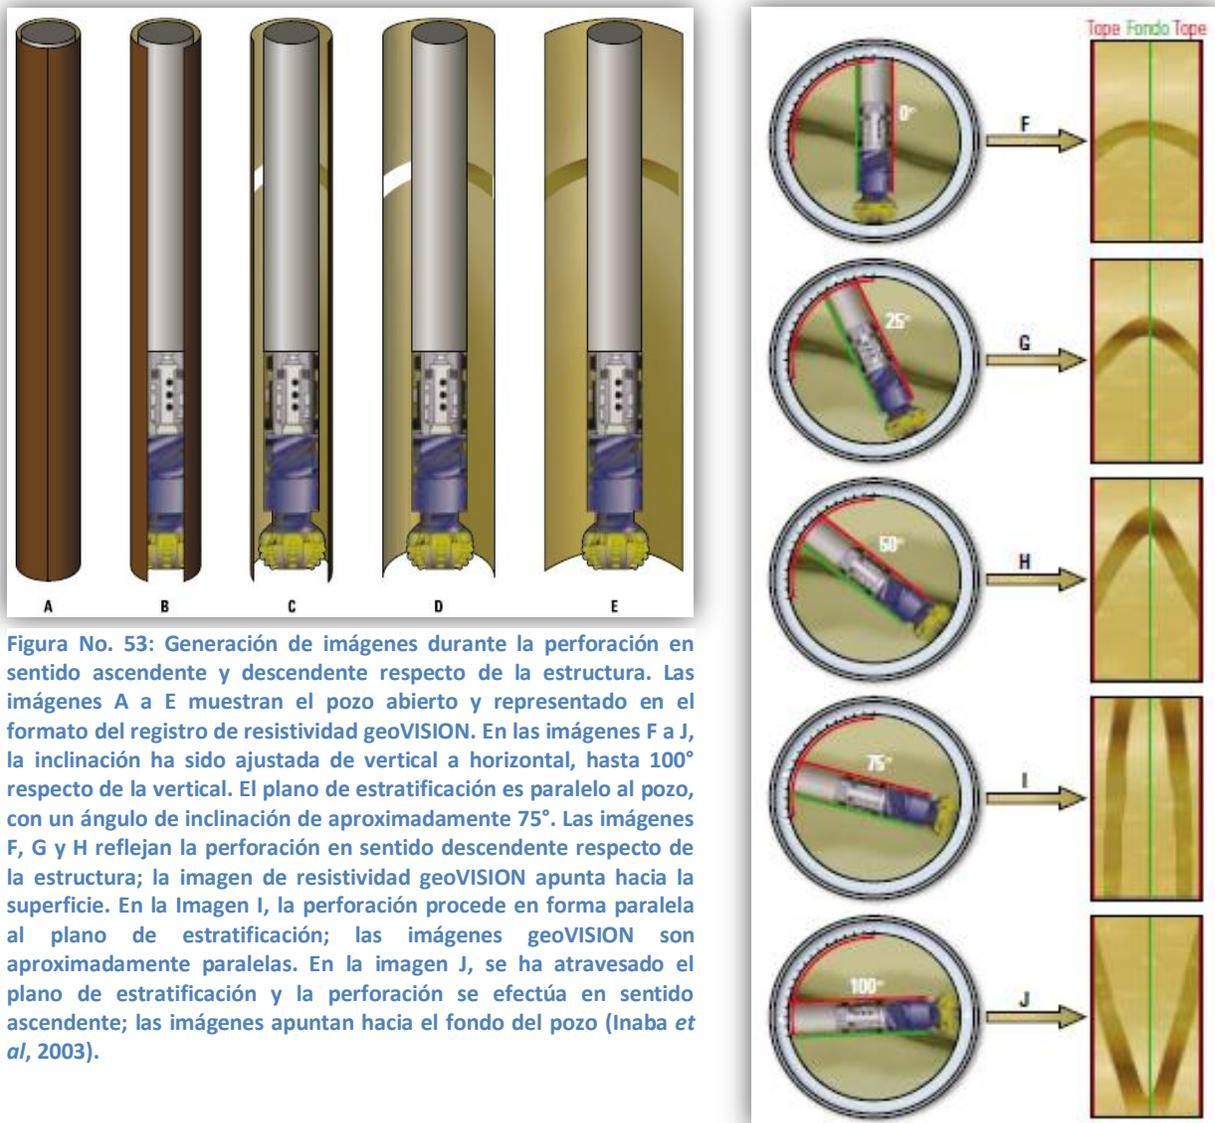 A B C D E
Figura No. 53: Generación de imágenes durante la perforación en
sentido ascendente y descendente respecto de la estructura. Las
imágenes A a E muestran el pozo abierto y representado en el
formato del registro de resistividad geoVISION. En las imágenes F a J,
la inclinación ha sido ajustada de vertical a horizontal, hasta 100°
respecto de la vertical. El plano de estratificación es paralelo al pozo,
con un ángulo de inclinación de aproximadamente 75°. Las imágenes
F, G y H reflejan la perforación en sentido descendente respecto de
la estructura; la imagen de resistividad geoVISION apunta hacia la
superficie. En la Imagen I, la perforación procede en forma paralela
al plano de estratificación; las imágenes geoVISION son
aproximadamente paralelas. En la imagen J, se ha atravesado el
plano de estratificación y la perforación se efectúa en sentido
ascendente; las imágenes apuntan hacia el fondo del pozo (Inaba et
al, 2003).
Tope Fondo Tope
0° F
25° G
H
75° I
100° J